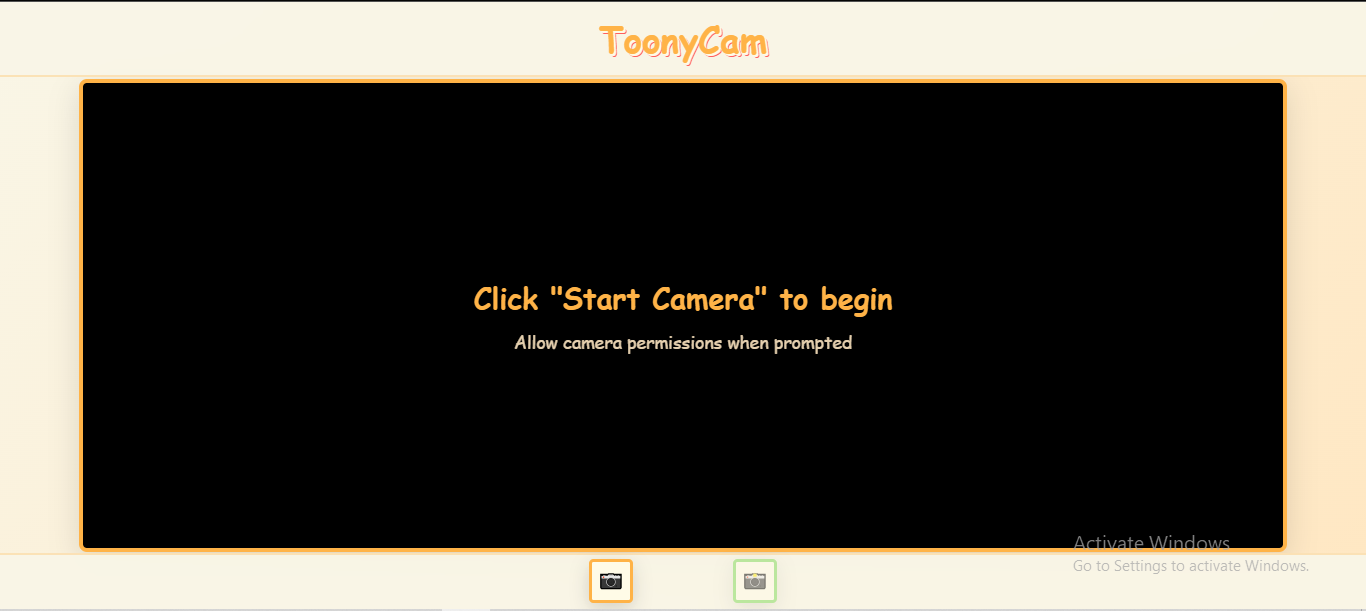 ToonyCam
Click "Start Camera" to begin
Allow camera permissions when prompted
Activate Windows
Go to Settings to activate Windows.